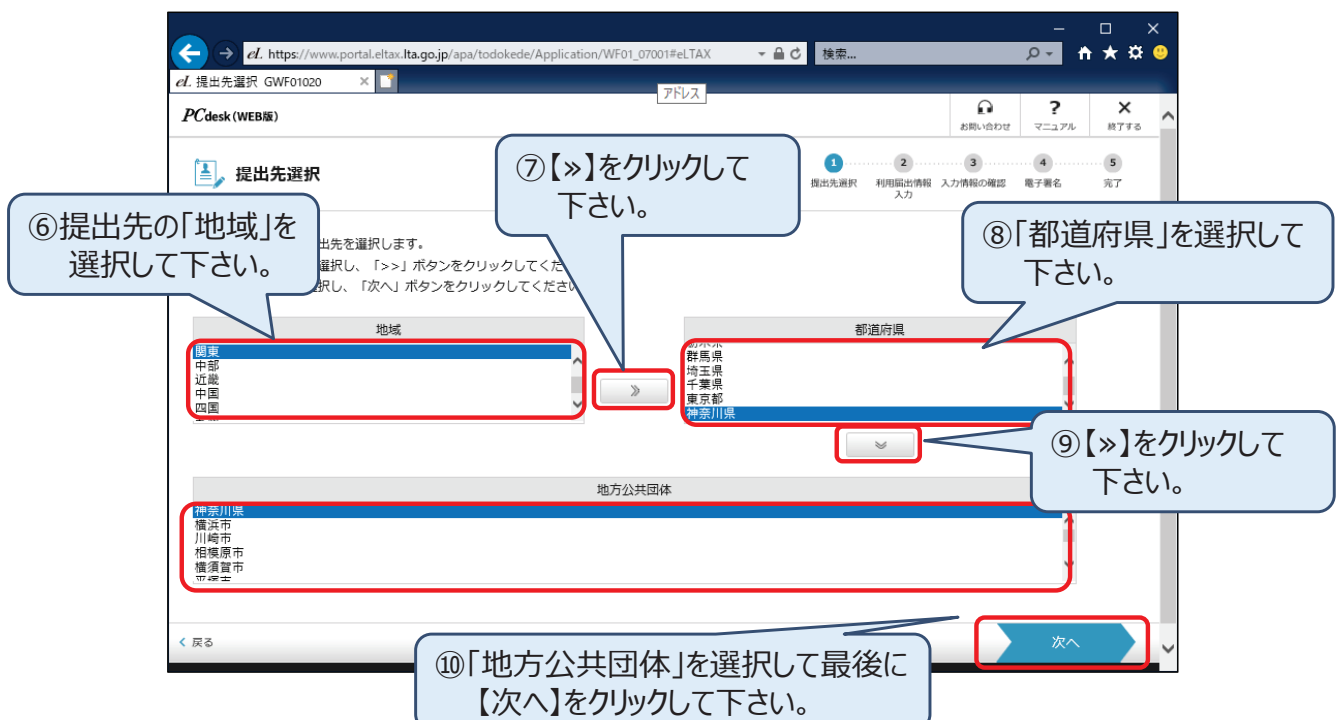 https://www.portal.eltax.lta.go.jp/apa/todokede/Application/WF01_07001#eLTAX
検索...
eL 提出先選択 GWF01020
アドレス
PCdesk(WEB版)
お問い合わせ
?
マニュアル
終了する
提出先選択
1
提出先選択
2
利用届出情報
入力
3
入力情報の確認
4
電子署名
5
完了
⑥提出先の「地域」を
選択して下さい。
⑦【»】をクリックして
下さい。
⑧「都道府県」を選択して
下さい。
出先を選択します。
選択し、「>>」ボタンをクリックしてくだ
択し、「次へ」ボタンをクリックしてください
地域
関東
中部
近畿
中国
四国
»
都道府県
栃木県
群馬県
埼玉県
千葉県
東京都
神奈川県
⑨【»】をクリックして
下さい。
地方公共団体
神奈川県
横浜市
川崎市
相模原市
横須賀市
平塚市
戻る
次へ
⑩「地方公共団体」を選択して最後に
【次へ】をクリックして下さい。